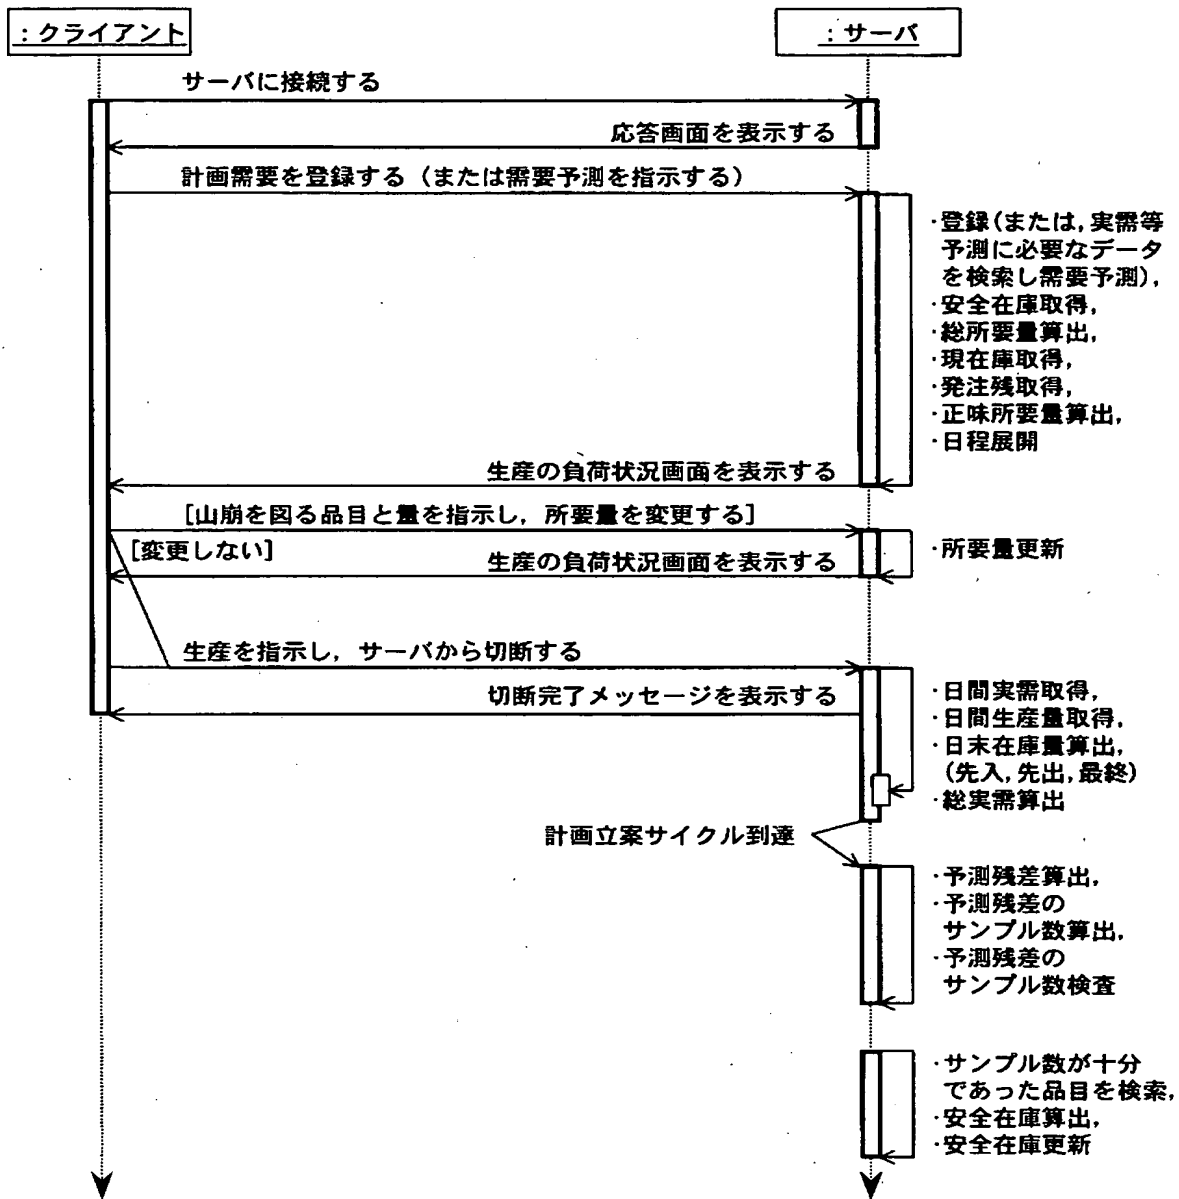 ：クライアント
：サーバ
サーバに接続する
応答画面を表示する
計画需要を登録する（または需要予測を指示する）
・登録(または,実需等
予測に必要なデータ
を検索し需要予測),
・安全在庫取得,
・総所要量算出,
・現在庫取得,
・発注残取得,
・正味所要量算出,
・日程展開
生産の負荷状況画面を表示する
[山崩を図る品目と量を指示し，所要量を変更する]
[変更しない]
生産の負荷状況画面を表示する
・所要量更新
生産を指示し，サーバから切断する
切断完了メッセージを表示する
・日間実需取得,
・日間生産量取得,
・日末在庫量算出,
(先入,先出,最終)
・総実需算出
計画立案サイクル到達
・予測残差算出,
・予測残差の
サンプル数算出,
・予測残差の
サンプル数検査
・サンプル数が十分
であった品目を検索,
・安全在庫算出,
・安全在庫更新